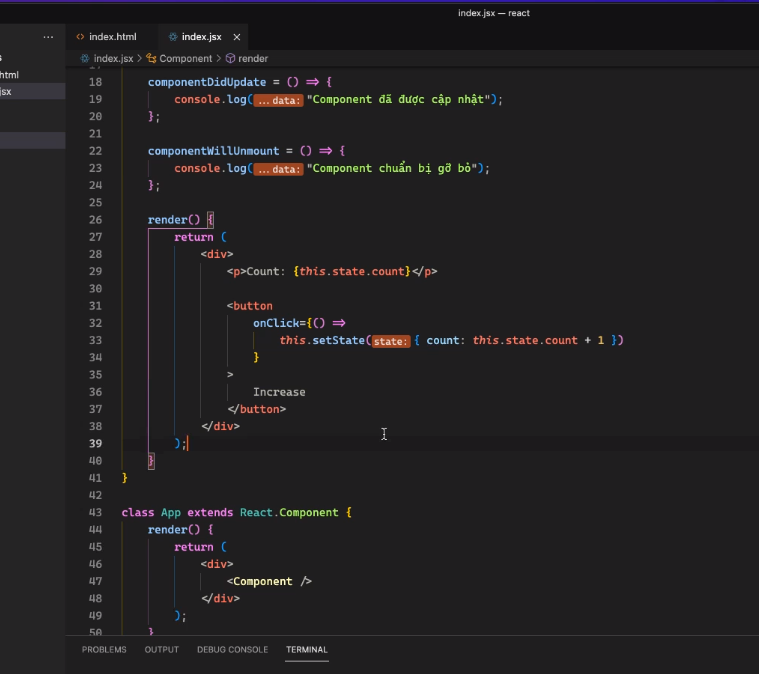 index.jsx — react
index.html
index.jsx
index.jsx > Component > render
html
jsx
18 componentDidUpdate = () => {
19 console.log(...data: "Component đã được cập nhật");
20 };
21
22 componentWillUnmount = () => {
23 console.log(...data: "Component chuẩn bị gỡ bỏ");
24 };
25
26 render() {
27 return (
28 <div>
29 <p>Count: {this.state.count}</p>
30
31 <button
32 onClick={() =>
33 this.setState(state: { count: this.state.count + 1 })
34 }
35 >
36 Increase
37 </button>
38 </div>
39 );
40 }
41 }
42
43 class App extends React.Component {
44 render() {
45 return (
46 <div>
47 <Component />
48 </div>
49 );
50 }
PROBLEMS OUTPUT DEBUG CONSOLE TERMINAL